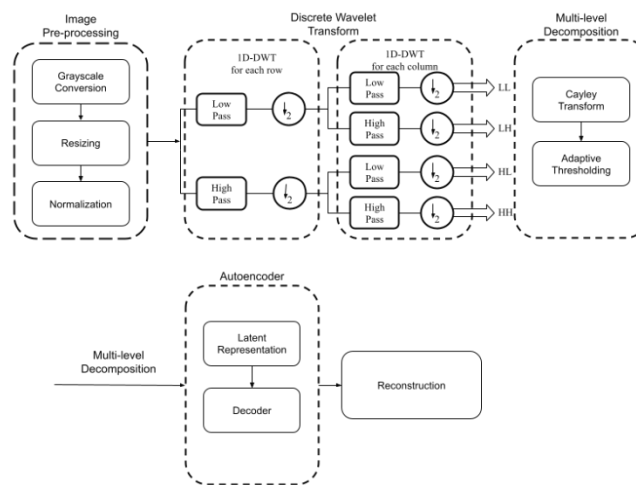 Image
Pre-processing
Grayscale
Conversion
Resizing
Normalization
Discrete Wavelet
Transform
1D-DWT
for each row
Low
Pass
↓2
High
Pass
↓2
1D-DWT
for each column
Low
Pass
↓2
LL
High
Pass
↓2
LH
Low
Pass
↓2
HL
High
Pass
↓2
HH
Multi-level
Decomposition
Cayley
Transform
Adaptive
Thresholding
Multi-level
Decomposition
Autoencoder
Latent
Representation
Decoder
Reconstruction